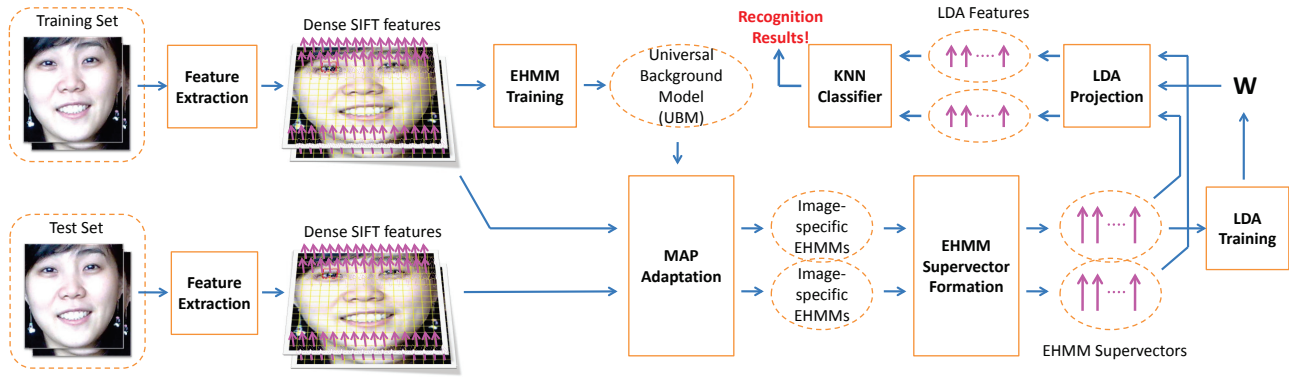 Training Set
Feature
Extraction
Dense SIFT features
EHMM
Training
Universal
Background
Model
(UBM)
Recognition
Results!
KNN
Classifier
LDA Features
LDA
Projection
W
Test Set
Feature
Extraction
Dense SIFT features
MAP
Adaptation
Image-
specific
EHMMs
Image-
specific
EHMMs
EHMM
Supervector
Formation
EHMM Supervectors
LDA
Training